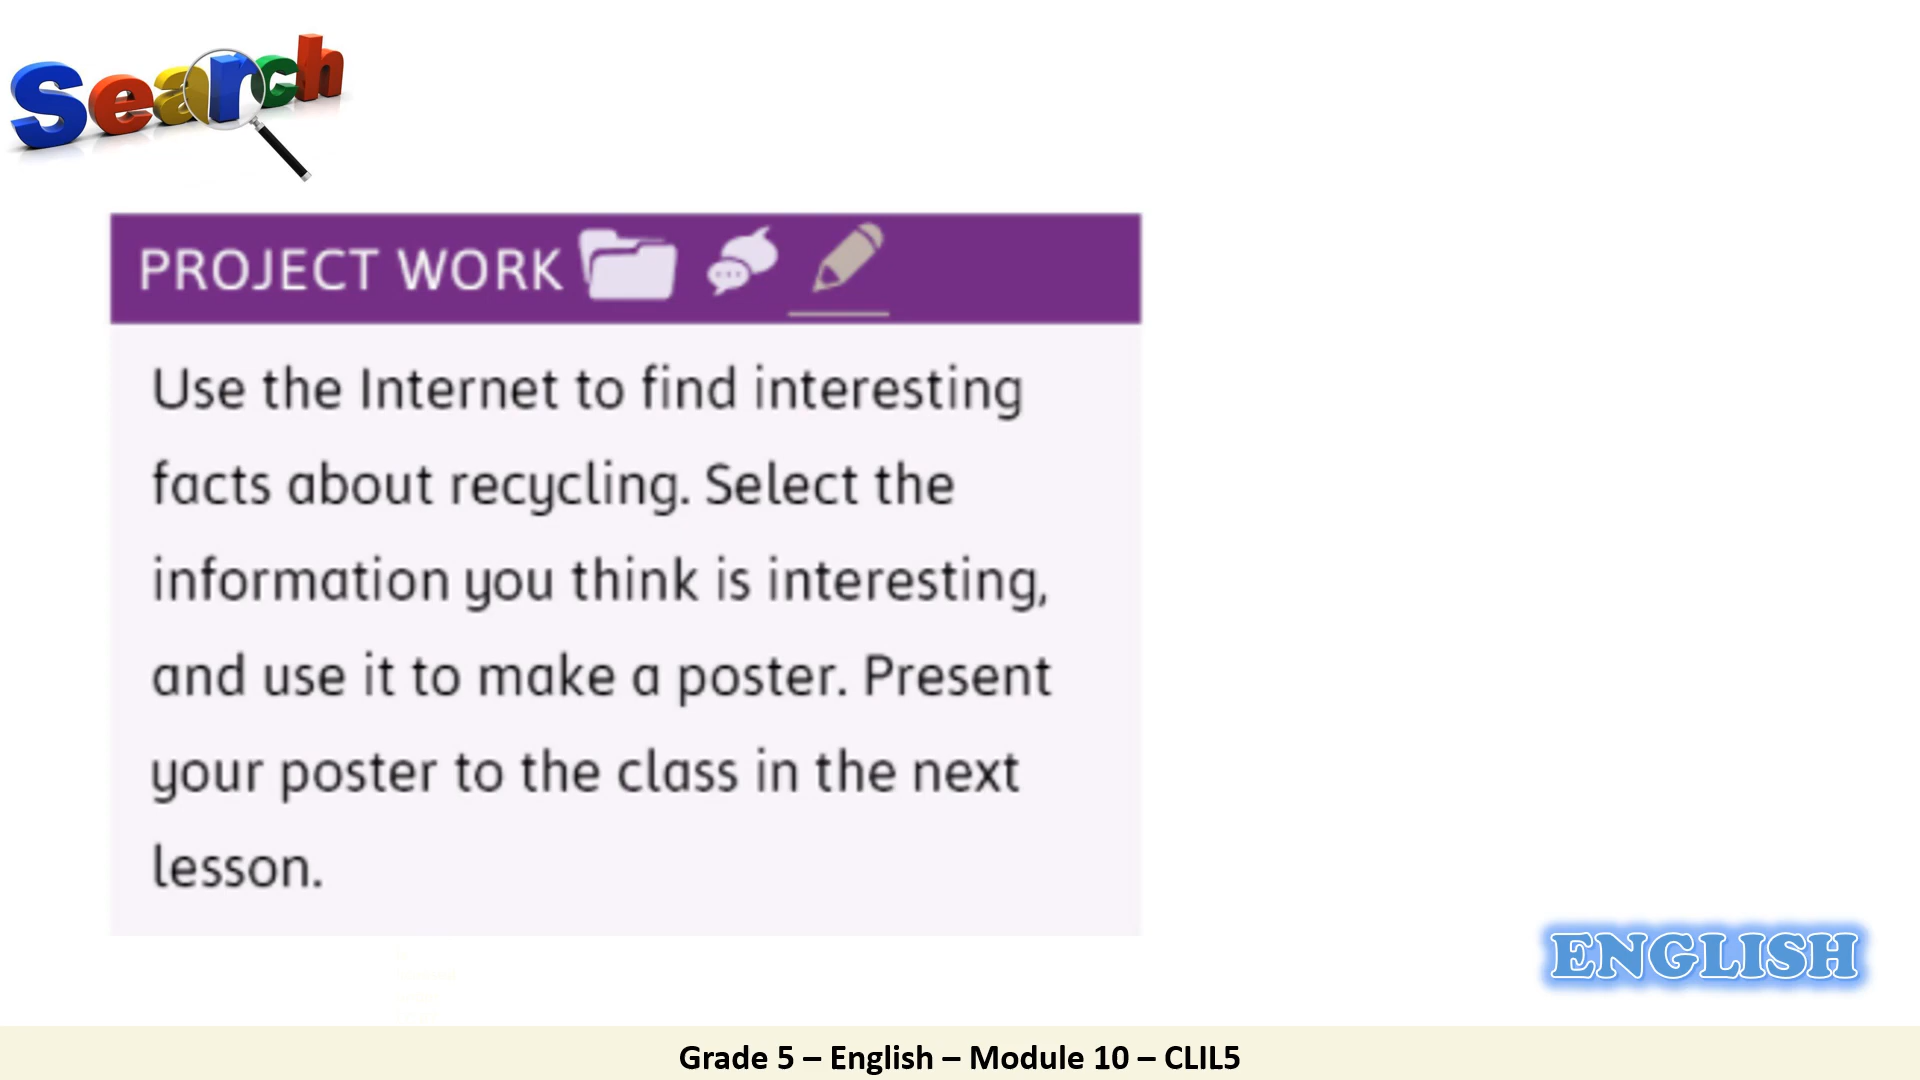 Search
PROJECT WORK
Use the Internet to find interesting
facts about recycling. Select the
information you think is interesting,
and use it to make a poster. Present
your poster to the class in the next
lesson.
ENGLISH
Grade 5 – English – Module 10 – CLIL5